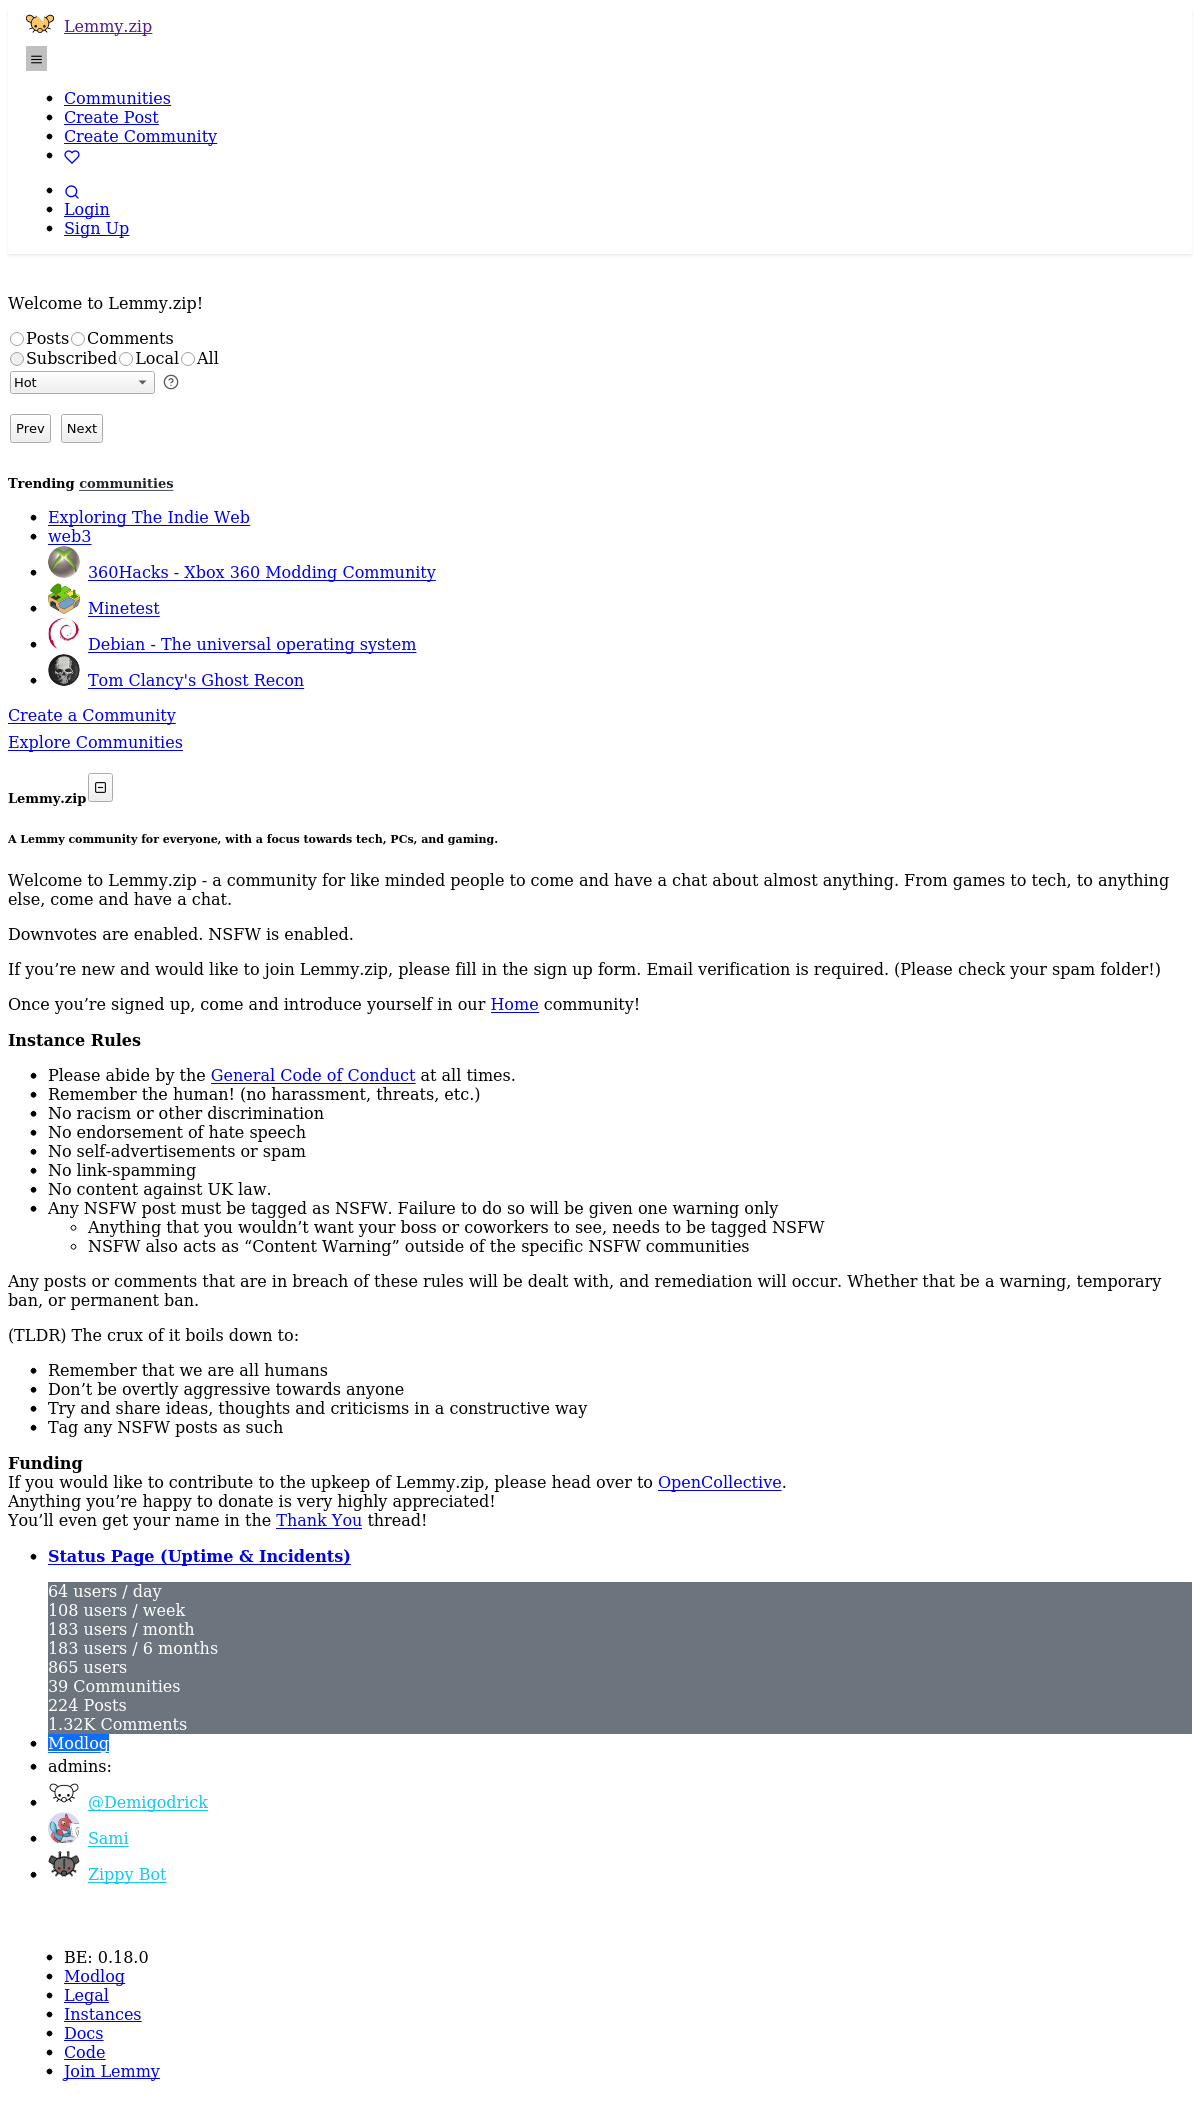 Lemmy.zip
Communities
Create Post
Create Community
Login
Sign Up
Welcome to Lemmy.zip!
Posts Comments
Subscribed Local All
Hot
Prev Next
Trending communities
Exploring The Indie Web
web3
360Hacks - Xbox 360 Modding Community
Minetest
Debian - The universal operating system
Tom Clancy's Ghost Recon
Create a Community
Explore Communities
Lemmy.zip
A Lemmy community for everyone, with a focus towards tech, PCs, and gaming.
Welcome to Lemmy.zip - a community for like minded people to come and have a chat about almost anything. From games to tech, to anything
else, come and have a chat.
Downvotes are enabled. NSFW is enabled.
If you’re new and would like to join Lemmy.zip, please fill in the sign up form. Email verification is required. (Please check your spam folder!)
Once you’re signed up, come and introduce yourself in our Home community!
Instance Rules
Please abide by the General Code of Conduct at all times.
Remember the human! (no harassment, threats, etc.)
No racism or other discrimination
No endorsement of hate speech
No self-advertisements or spam
No link-spamming
No content against UK law.
Any NSFW post must be tagged as NSFW. Failure to do so will be given one warning only
Anything that you wouldn’t want your boss or coworkers to see, needs to be tagged NSFW
NSFW also acts as “Content Warning” outside of the specific NSFW communities
Any posts or comments that are in breach of these rules will be dealt with, and remediation will occur. Whether that be a warning, temporary
ban, or permanent ban.
(TLDR) The crux of it boils down to:
Remember that we are all humans
Don’t be overtly aggressive towards anyone
Try and share ideas, thoughts and criticisms in a constructive way
Tag any NSFW posts as such
Funding
If you would like to contribute to the upkeep of Lemmy.zip, please head over to OpenCollective.
Anything you’re happy to donate is very highly appreciated!
You’ll even get your name in the Thank You thread!
Status Page (Uptime & Incidents)
64 users / day
108 users / week
183 users / month
183 users / 6 months
865 users
39 Communities
224 Posts
1.32K Comments
Modlog
admins:
@Demigodrick
Sami
Zippy Bot
BE: 0.18.0
Modlog
Legal
Instances
Docs
Code
Join Lemmy